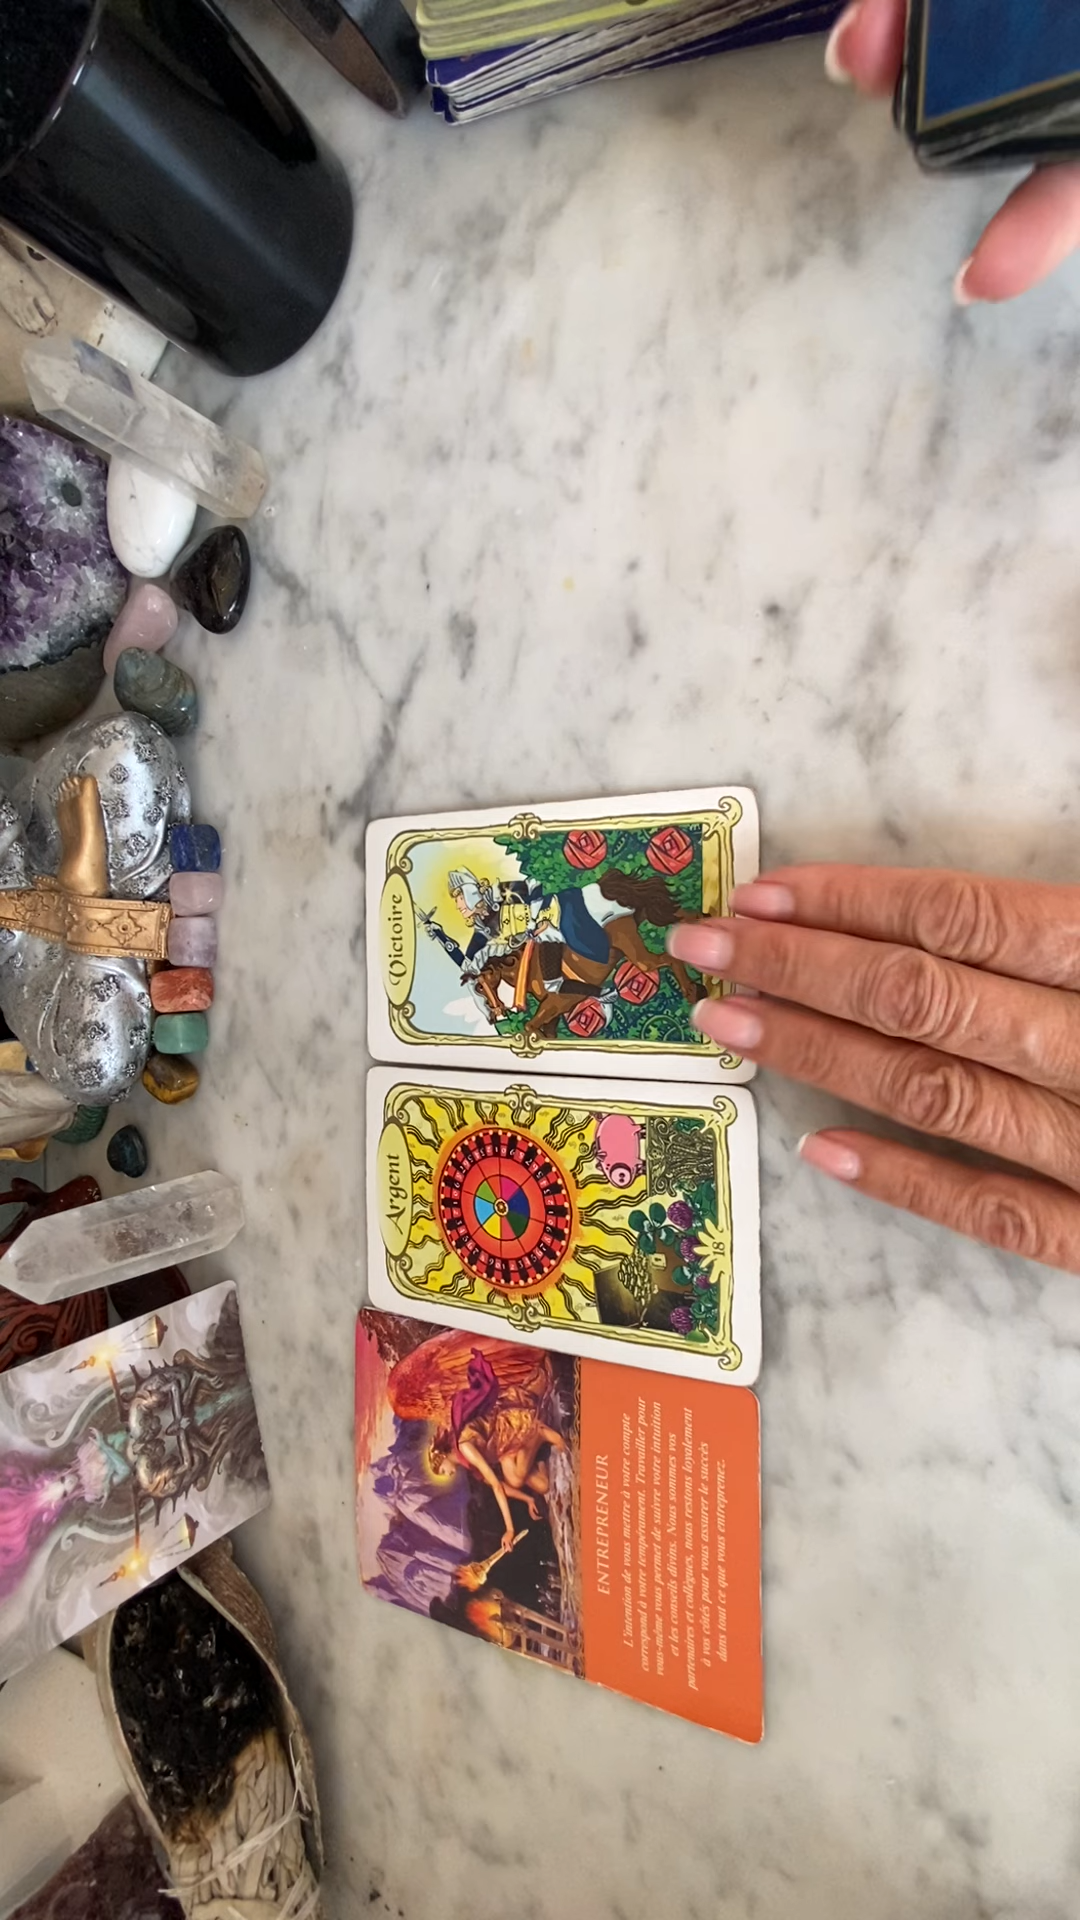 Victoire
Argent
18
ENTREPRENEUR
L'intention de vous mettre à votre compte
correspond à votre tempérament. Travailler pour
vous-même vous permet de suivre votre intuition
et les conseils divins. Nous sommes vos
partenaires et collègues, nous restons loyalement
à vos côtés pour vous assurer le succès
dans tout ce que vous entreprenez.